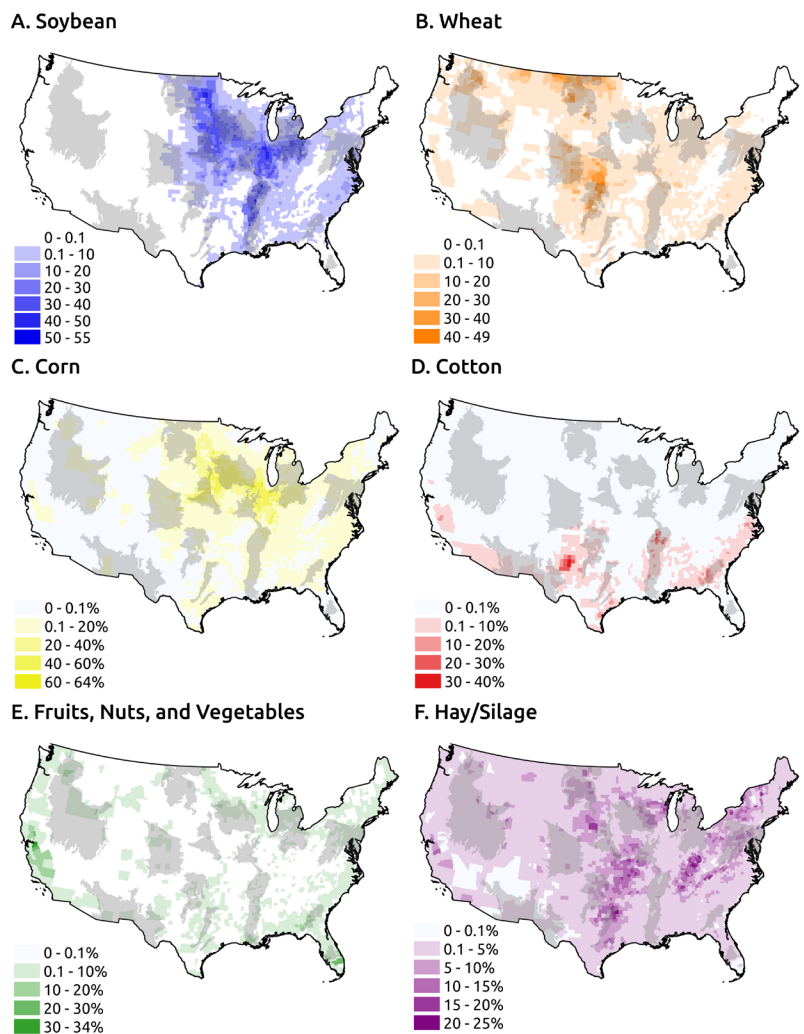 A. Soybean
0 - 0.1
0.1 - 10
10 - 20
20 - 30
30 - 40
40 - 50
50 - 55
B. Wheat
0 - 0.1
0.1 - 10
10 - 20
20 - 30
30 - 40
40 - 49
C. Corn
0 - 0.1%
0.1 - 20%
20 - 40%
40 - 60%
60 - 64%
D. Cotton
0 - 0.1%
0.1 - 10%
10 - 20%
20 - 30%
30 - 40%
E. Fruits, Nuts, and Vegetables
0 - 0.1%
0.1 - 10%
10 - 20%
20 - 30%
30 - 34%
F. Hay/Silage
0 - 0.1%
0.1 - 5%
5 - 10%
10 - 15%
15 - 20%
20 - 25%